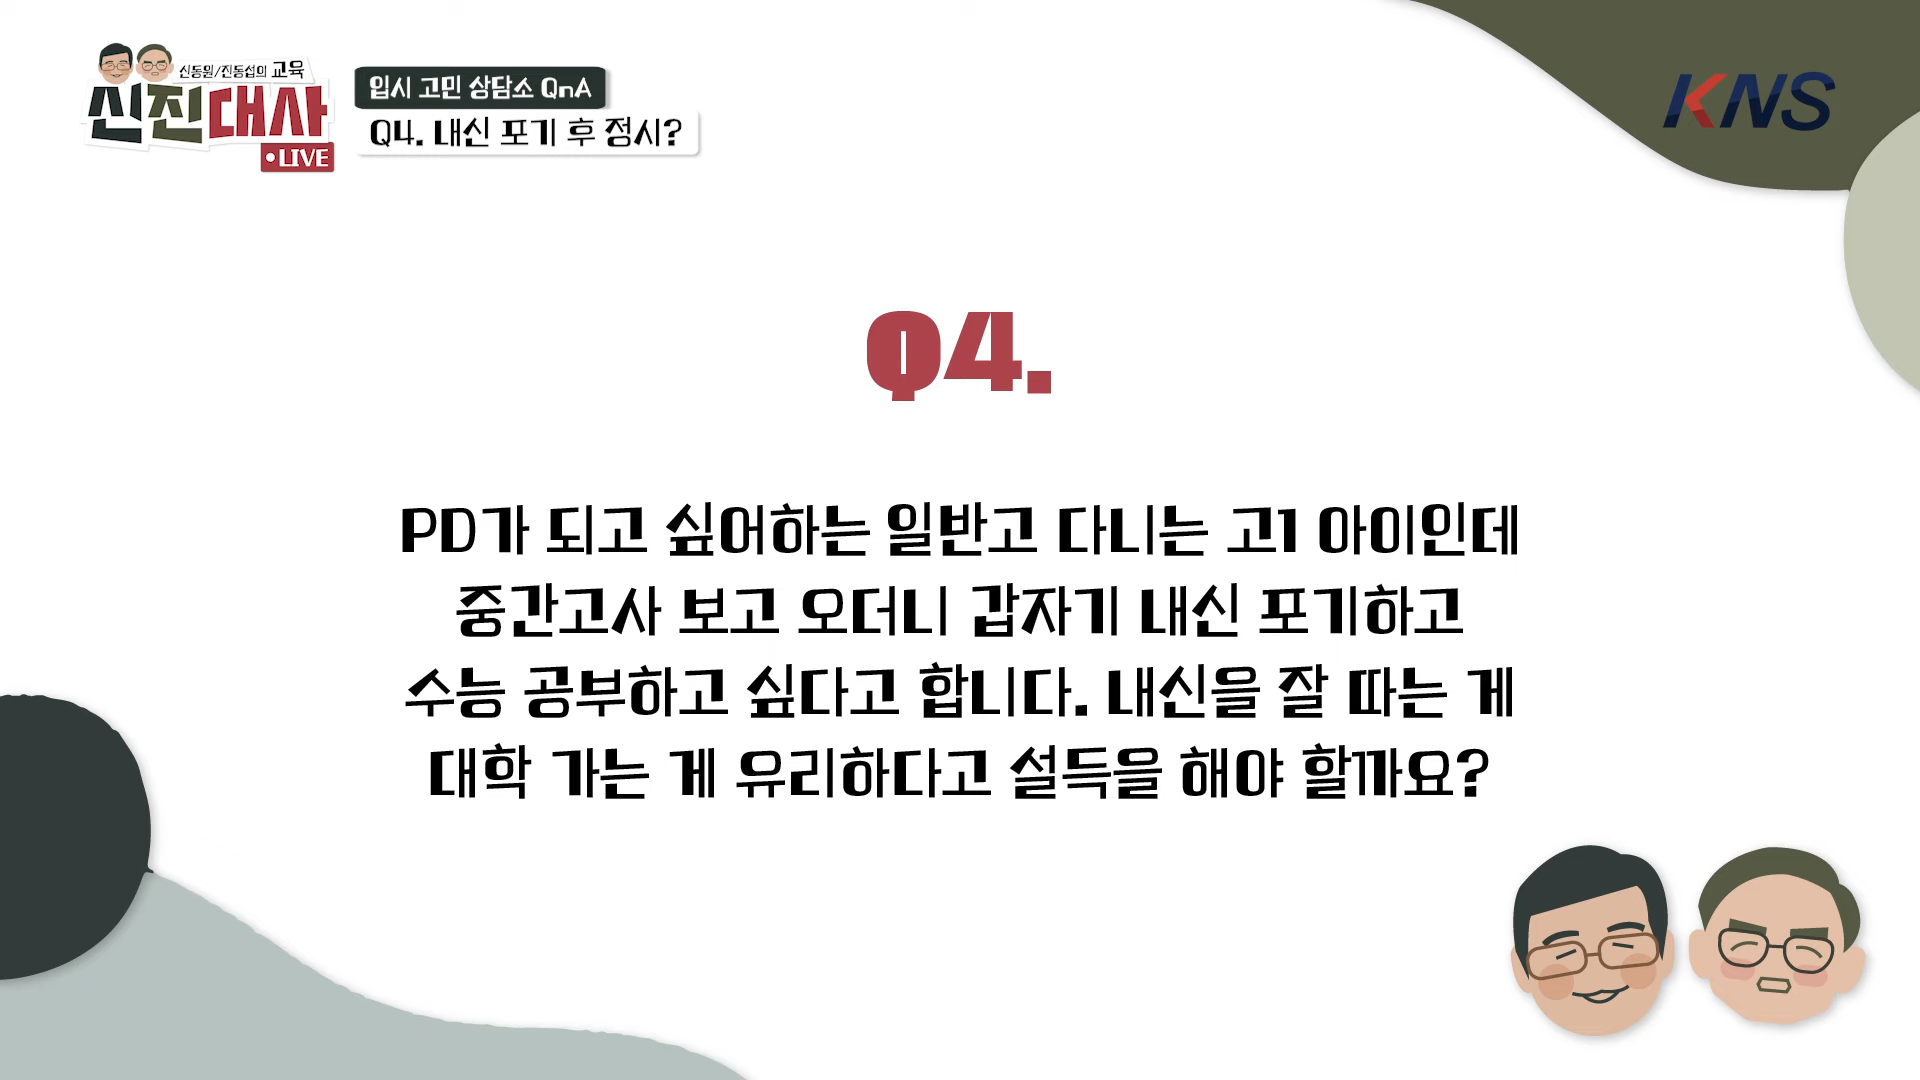 신동원/진동섭의 교육
신진대사
LIVE
입시 고민 상담소 QnA
Q4. 내신 포기 후 정시?
KNS
Q4.
PD가 되고 싶어하는 일반고 다니는 고1 아이인데
중간고사 보고 오더니 갑자기 내신 포기하고
수능 공부하고 싶다고 합니다. 내신을 잘 따는 게
대학 가는 게 유리하다고 설득을 해야 할까요?